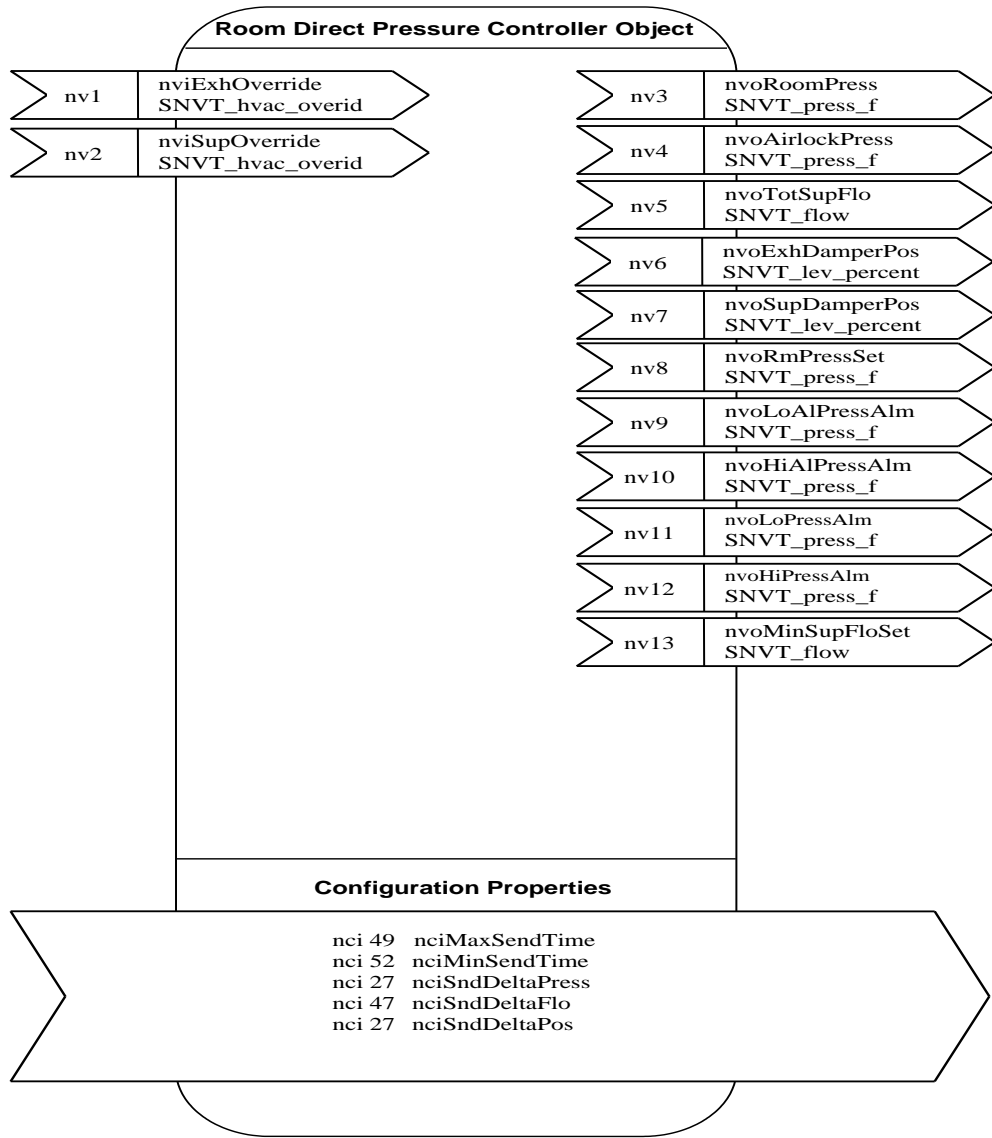 Room Direct Pressure Controller Object
nv1
nviExhOverride
SNVT_hvac_overid
nv2
nviSupOverride
SNVT_hvac_overid
nv3
nvoRoomPress
SNVT_press_f
nv4
nvoAirlockPress
SNVT_press_f
nv5
nvoTotSupFlo
SNVT_flow
nv6
nvoExhDamperPos
SNVT_lev_percent
nv7
nvoSupDamperPos
SNVT_lev_percent
nv8
nvoRmPressSet
SNVT_press_f
nv9
nvoLoAlPressAlm
SNVT_press_f
nv10
nvoHiAlPressAlm
SNVT_press_f
nv11
nvoLoPressAlm
SNVT_press_f
nv12
nvoHiPressAlm
SNVT_press_f
nv13
nvoMinSupFloSet
SNVT_flow
Configuration Properties
nci 49 nciMaxSendTime
nci 52 nciMinSendTime
nci 27 nciSndDeltaPress
nci 47 nciSndDeltaFlo
nci 27 nciSndDeltaPos